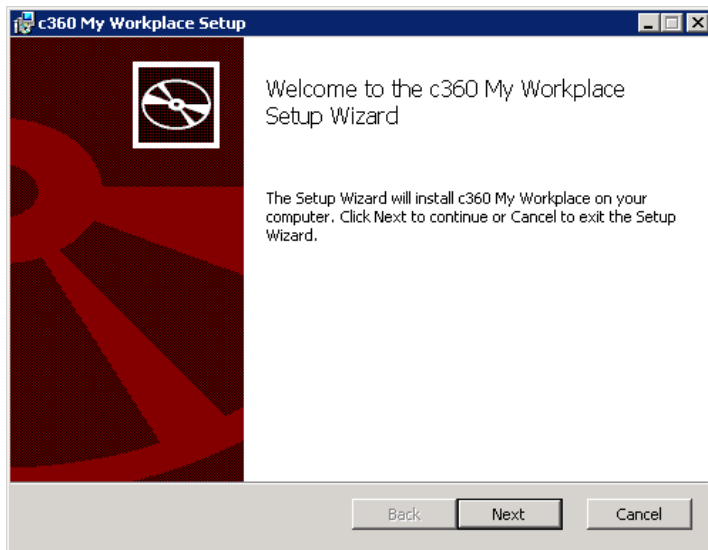 c360 My Workplace Setup
Welcome to the c360 My Workplace
Setup Wizard
The Setup Wizard will install c360 My Workplace on your
computer. Click Next to continue or Cancel to exit the Setup
Wizard.
Back
Next
Cancel